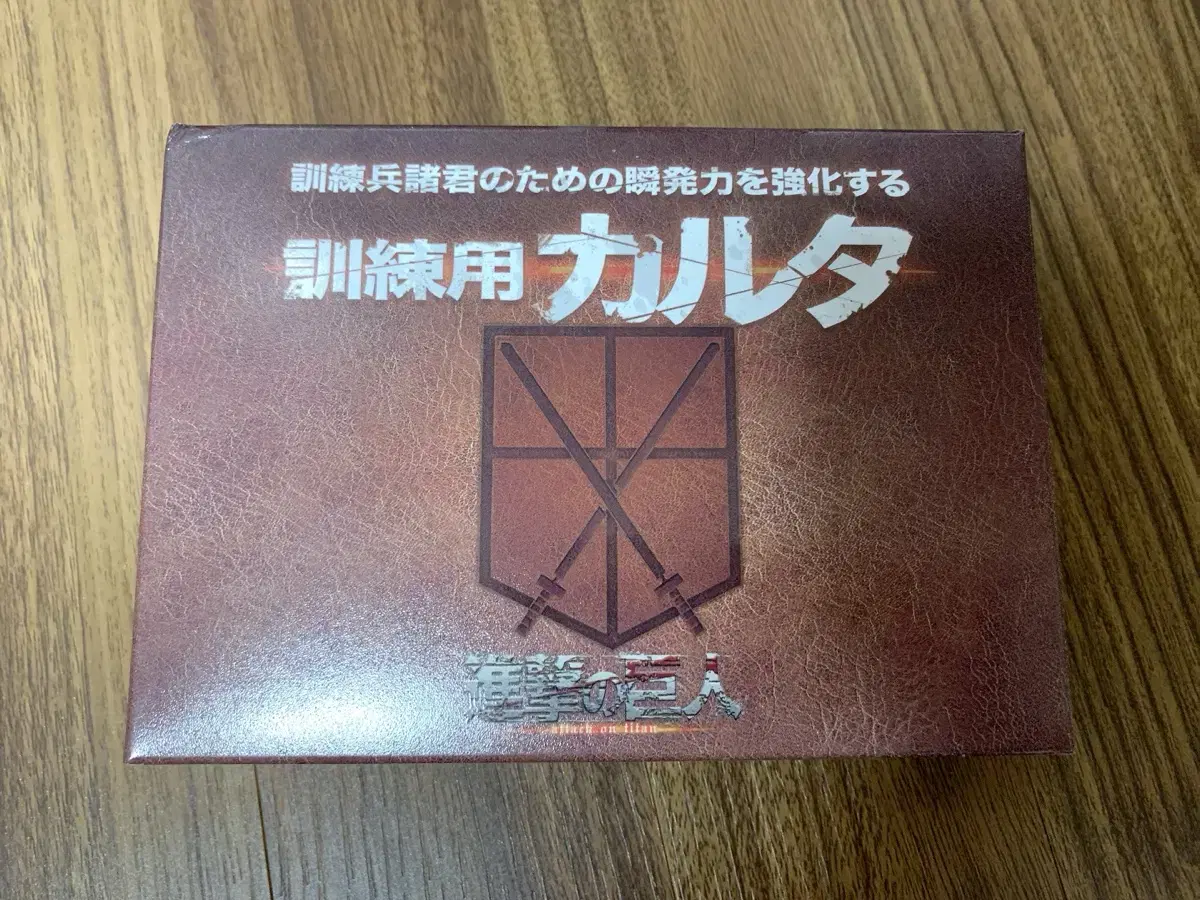 訓練兵諸君のための瞬発力を強化する
訓練用カルタ
進撃の巨人
attack on titan